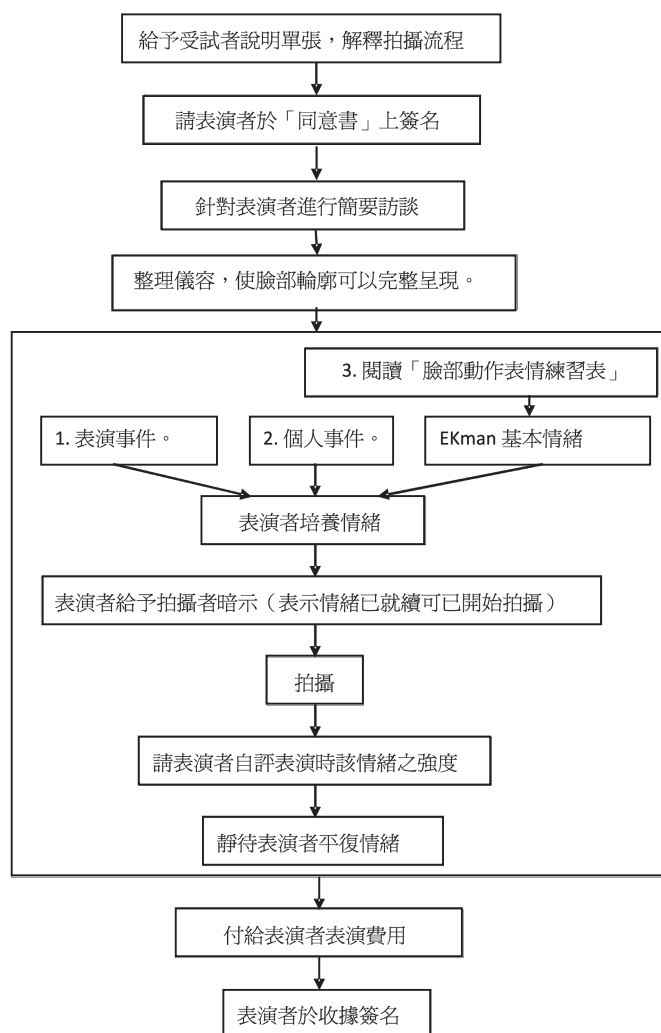 給予受試者說明單張，解釋拍攝流程
請表演者於「同意書」上簽名
針對表演者進行簡要訪談
整理儀容，使臉部輪廓可以完整呈現。
3. 閱讀「臉部動作表情練習表」
1. 表演事件。
2. 個人事件。
EKman 基本情緒
表演者培養情緒
表演者給予拍攝者暗示（表示情緒已就續可已開始拍攝）
拍攝
請表演者自評表演時該情緒之強度
靜待表演者平復情緒
付給表演者表演費用
表演者於收據簽名